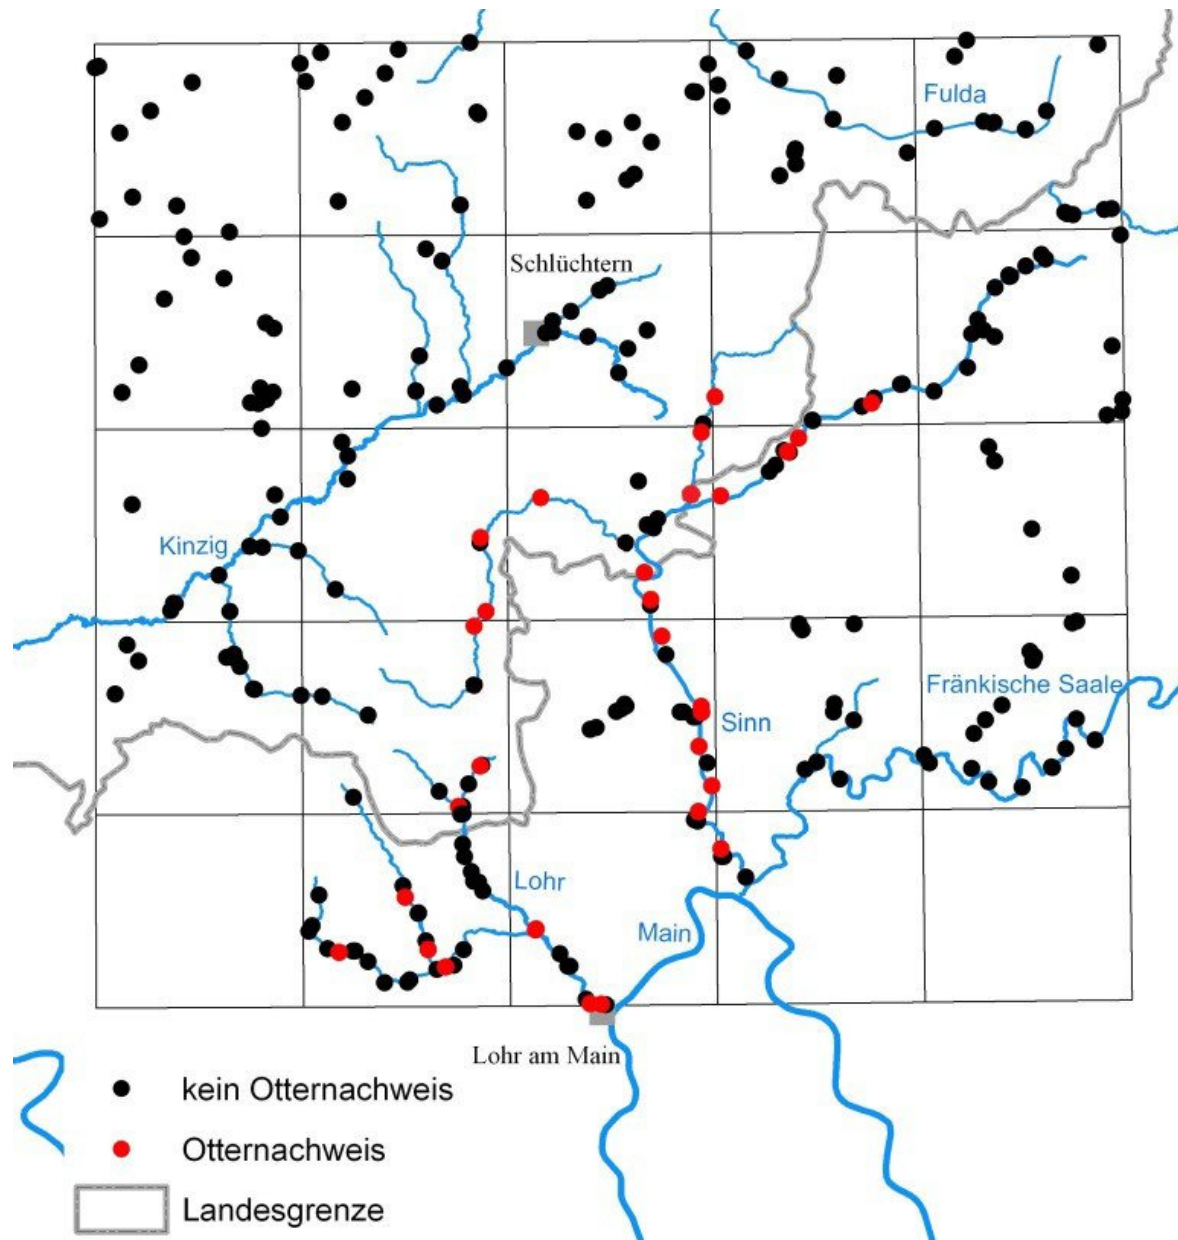 Fulda
Schlüchtern
Kinzig
Fränkische Saale
Sinn
Lohr
Main
Lohr am Main
kein Otternachweis
Otternachweis
Landesgrenze